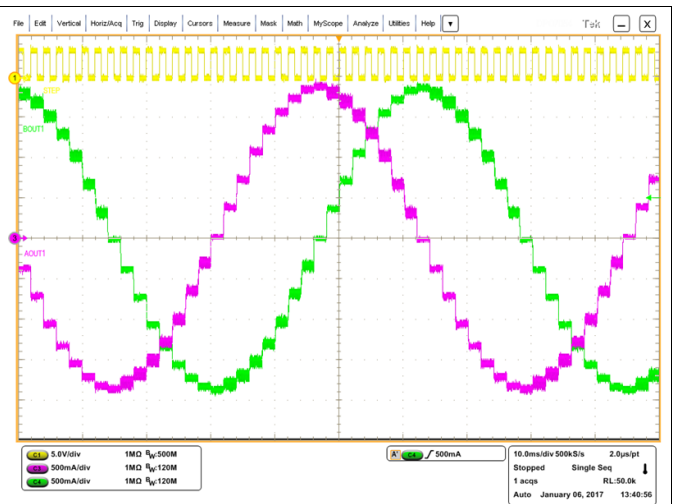 File Edit Vertical Horiz/Acq Trig Display Cursors Measure Mask Math MyScope Analyze Utilities Help ▼ Tek X
1
STEP
BOUT1
3
AOUT1
C1 5.0V/div 1MΩ BW:500M
C3 500mA/div 1MΩ BW:120M
C4 500mA/div 1MΩ BW:120M
A' C4 500mA
10.0ms/div 500kS/s 2.0µs/pt
Stopped Single Seq
1 acqs RL:50.0k
Auto January 06, 2017 13:40:56